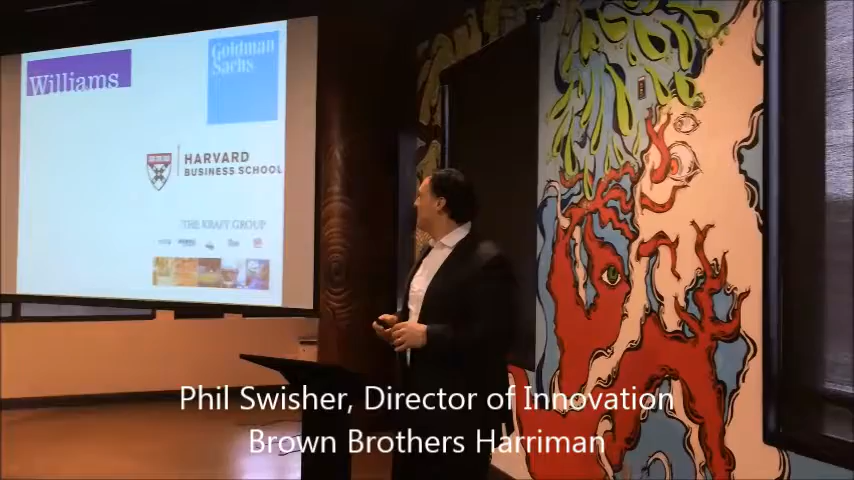 Williams
Goldman
Sachs
HARVARD
BUSINESS SCHOOL
THE KRAFT GROUP
Phil Swisher, Director of Innovation
Brown Brothers Harriman